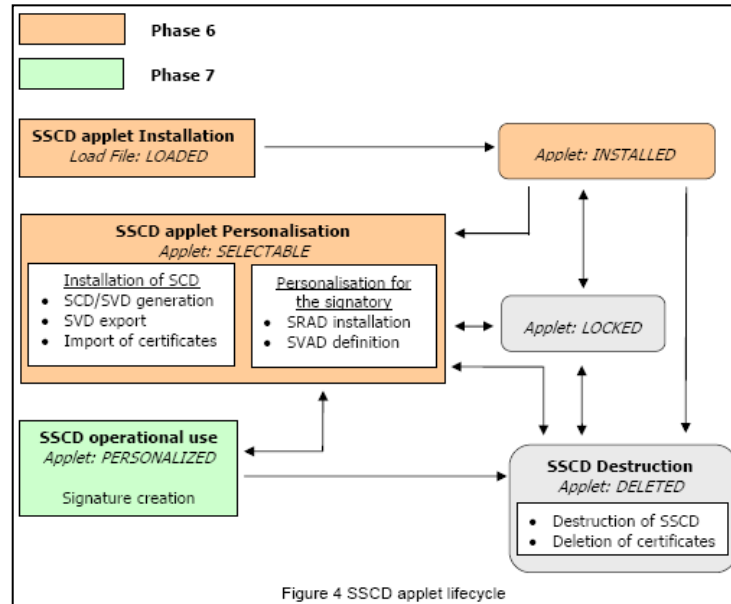 Phase 6
Phase 7
SSCD applet Installation
Load File: LOADED
Applet: INSTALLED
SSCD applet Personalisation
Applet: SELECTABLE
Installation of SCD
• SCD/SVD generation
• SVD export
• Import of certificates
Personalisation for
the signatory
• SRAD installation
• SVAD definition
Applet: LOCKED
SSCD operational use
Applet: PERSONALIZED
Signature creation
SSCD Destruction
Applet: DELETED
• Destruction of SSCD
• Deletion of certificates
Figure 4 SSCD applet lifecycle